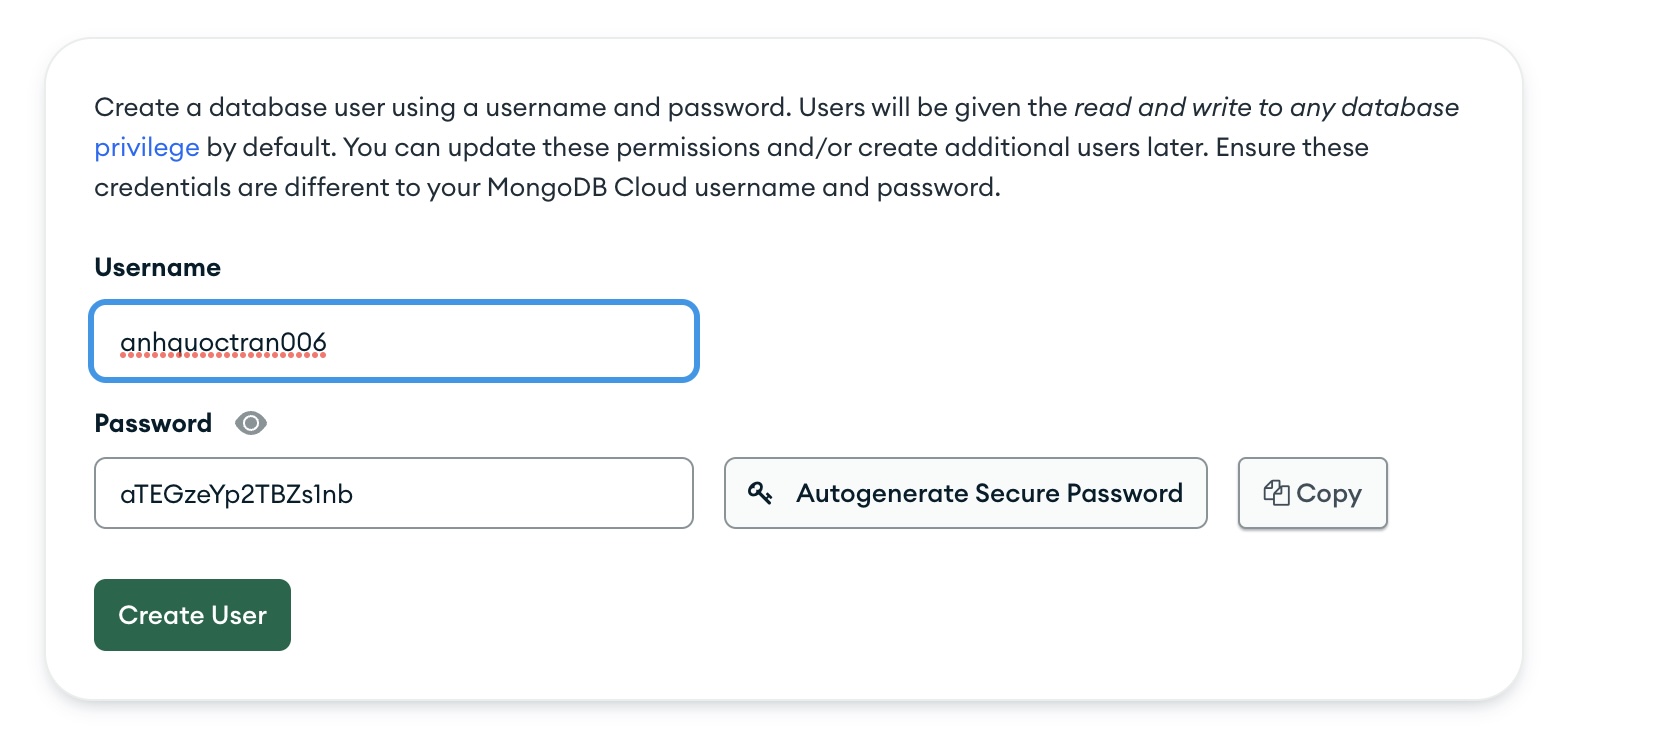 Create a database user using a username and password. Users will be given the read and write to any database
privilege by default. You can update these permissions and/or create additional users later. Ensure these
credentials are different to your MongoDB Cloud username and password.
Username
anhquoctran006
Password
aTEGzeYp2TBZs1nb
Autogenerate Secure Password
Copy
Create User